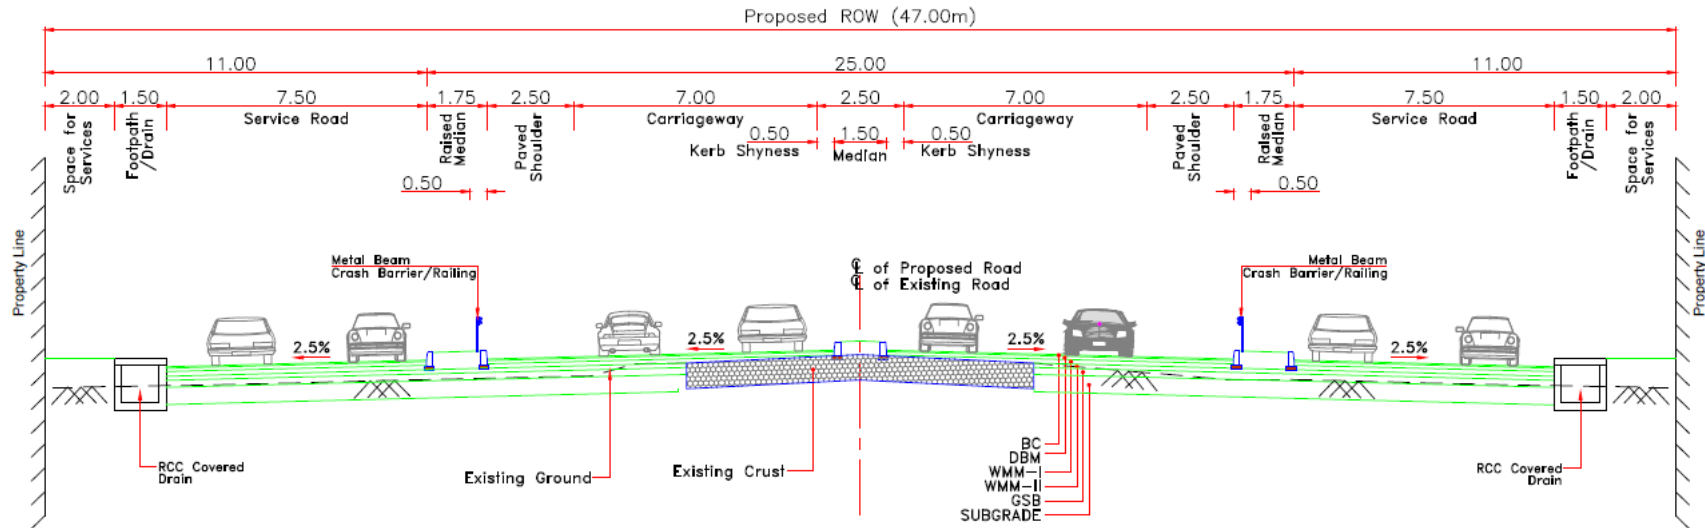 Proposed ROW (47.00m)
11.00 25.00 11.00
2.00 1.50 7.50 1.75 2.50 7.00 2.50 7.00 2.50 1.75 7.50 1.50 2.00
Space for
Services
Footpath
/Drain
Service Road
Raised
Median
Paved
Shoulder
Carriageway
0.50
Kerb Shyness
1.50
Median
Carriageway
0.50
Kerb Shyness
Paved
Shoulder
Raised
Median
Service Road
Footpath
/Drain
Space for
Services
0.50
0.50
Property Line
Metal Beam
Crash Barrier/Railing
℄ of Proposed Road
℄ of Existing Road
Metal Beam
Crash Barrier/Railing
Property Line
2.5% 2.5% 2.5% 2.5%
RCC Covered
Drain
Existing Ground
Existing Crust
BC
DBM
WMM-I
WMM-II
GSB
SUBGRADE
RCC Covered
Drain